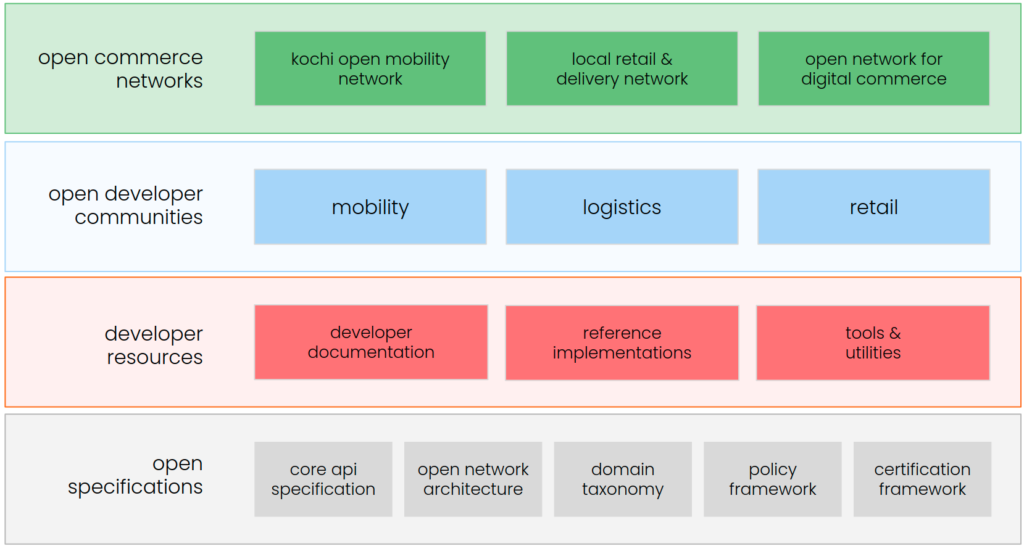 open commerce
networks
kochi open mobility
network
local retail &
delivery network
open network for
digital commerce
open developer
communities
mobility
logistics
retail
developer
resources
developer
documentation
reference
implementations
tools &
utilities
open
specifications
core api
specification
open network
architecture
domain
taxonomy
policy
framework
certification
framework